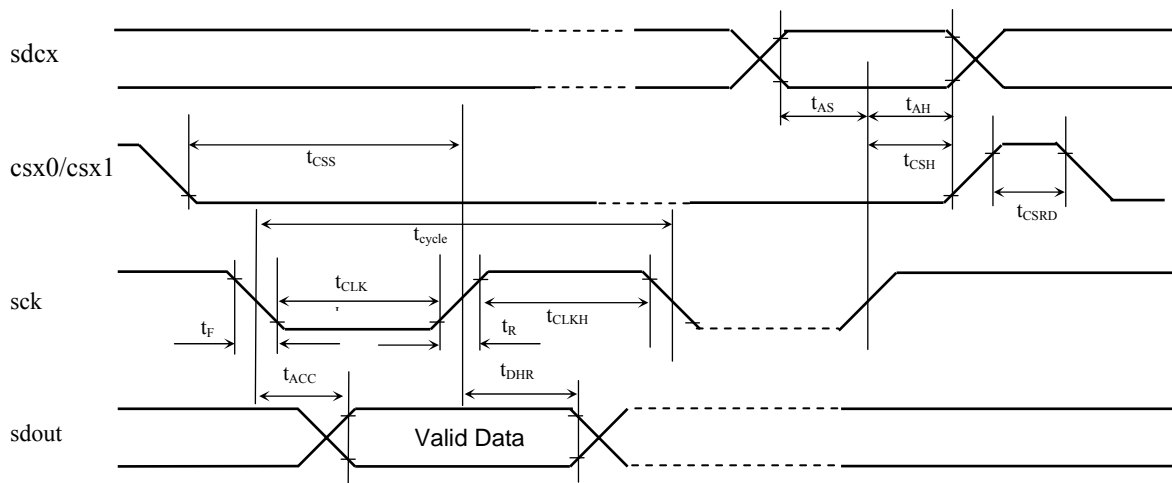 sdcx
tAS
tAH
csx0/csx1
tCSS
tCSH
tCSRD
tcycle
sck
tCLK
tCLKH
tF
tR
tACC
tDHR
sdout
Valid Data